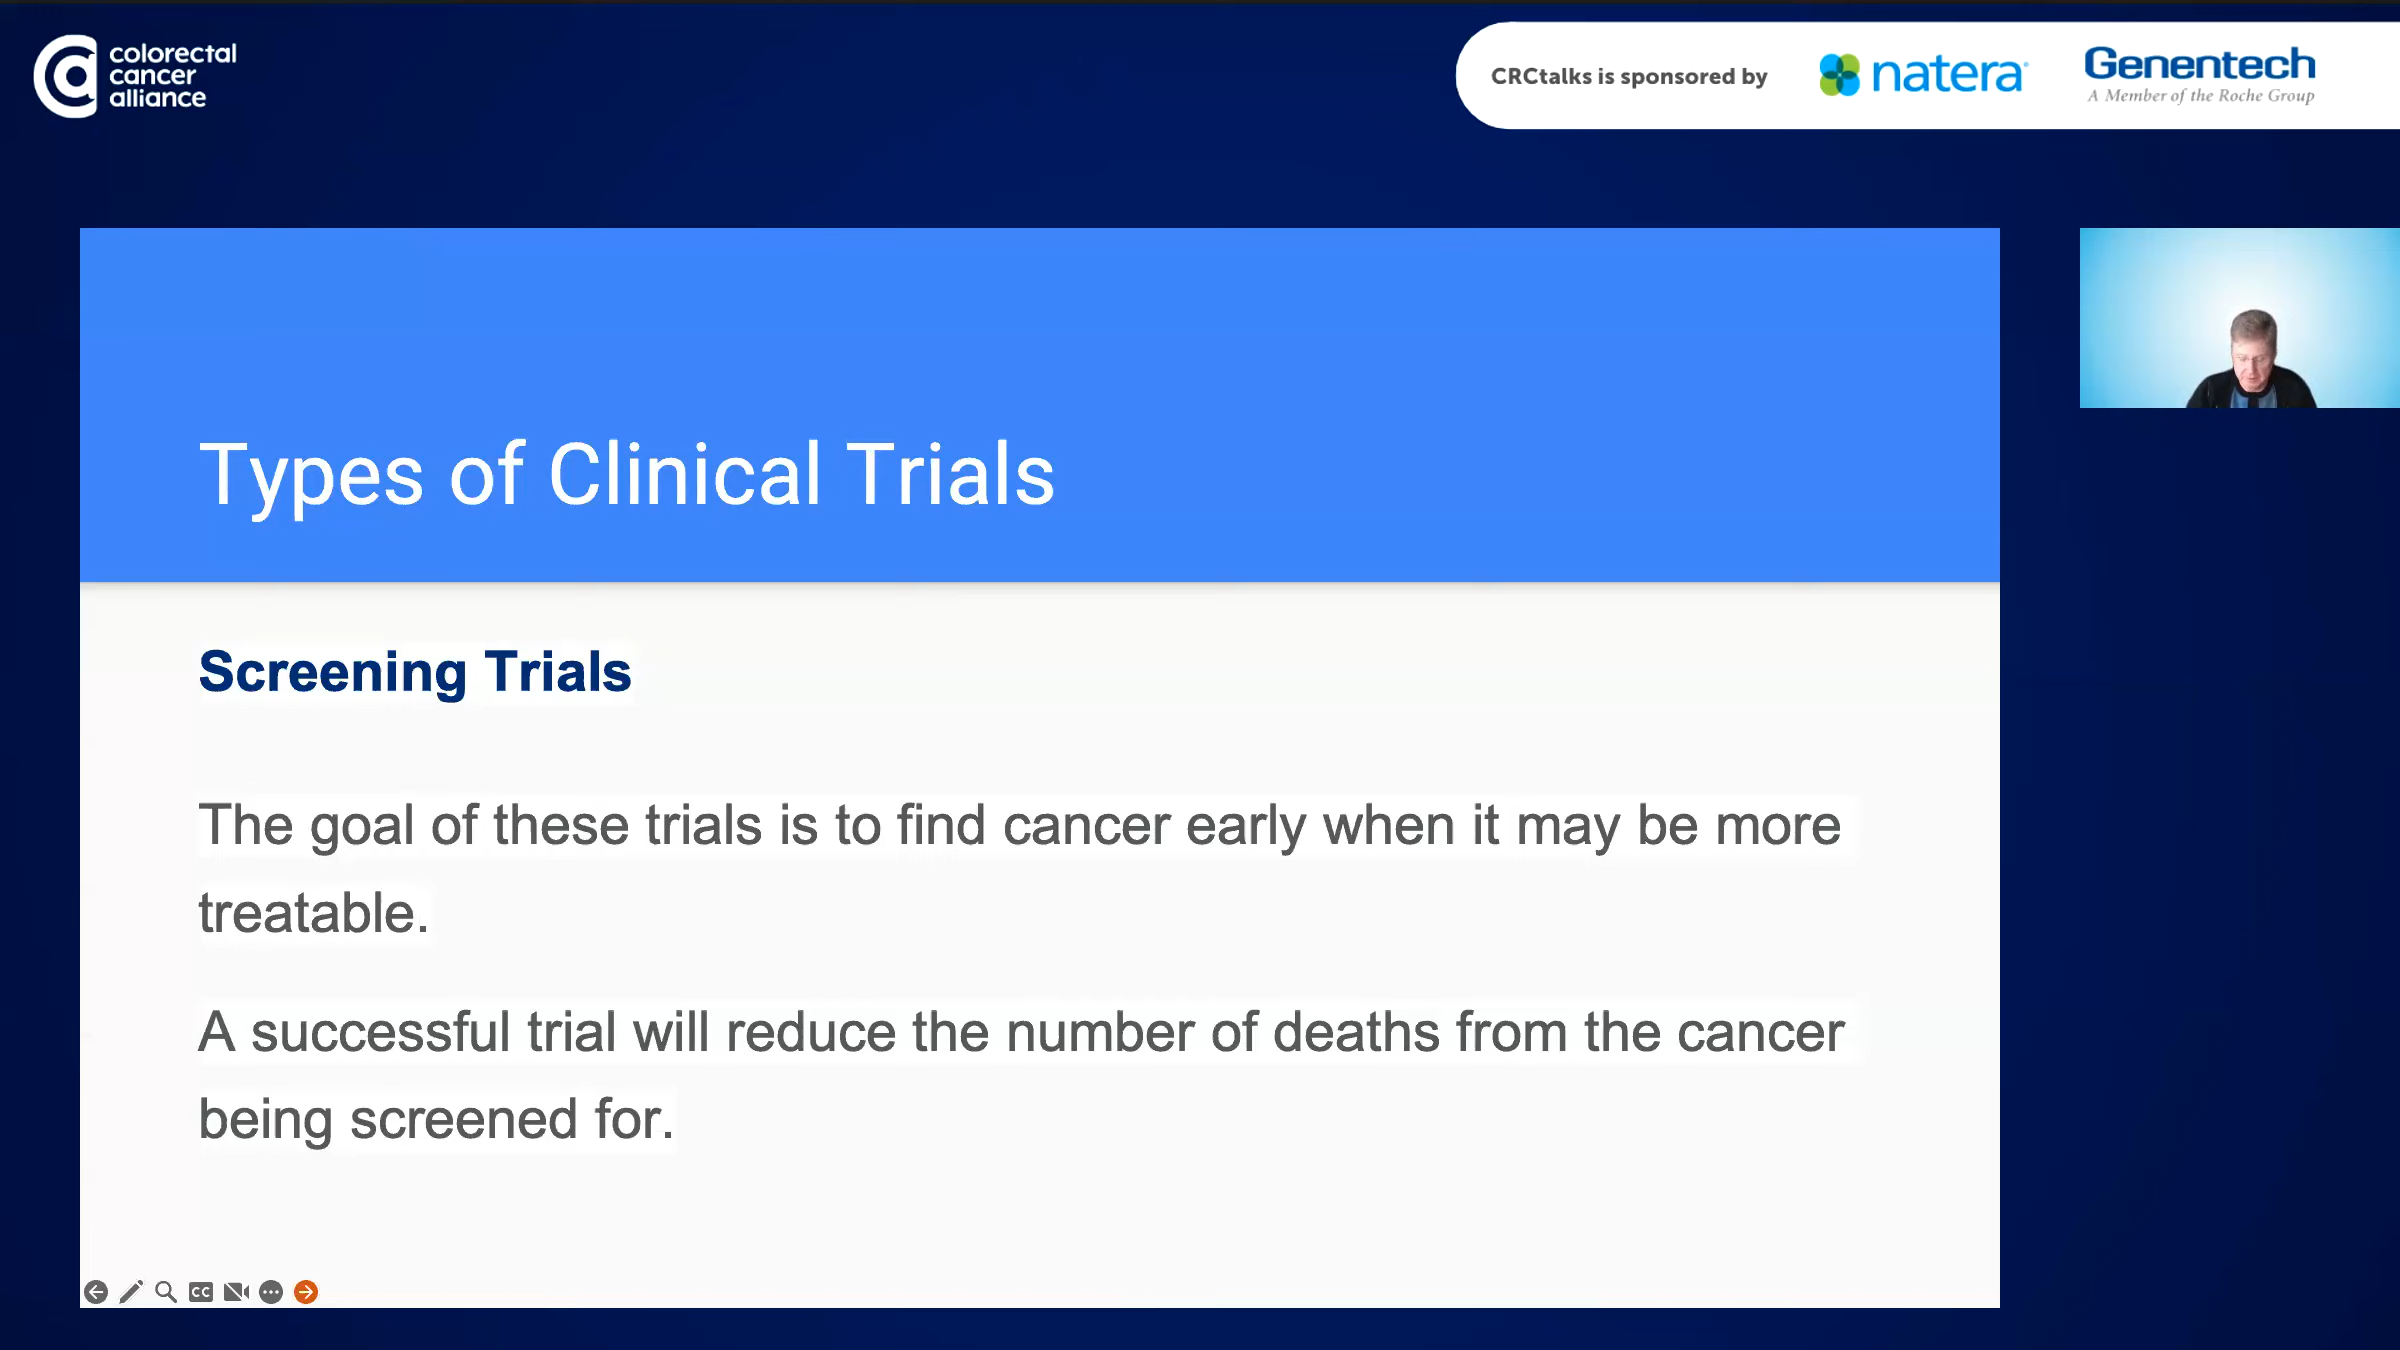 colorectal
cancer
alliance
CRCtalks is sponsored by
natera
Genentech
A Member of the Roche Group
Types of Clinical Trials
Screening Trials
The goal of these trials is to find cancer early when it may be more
treatable.
A successful trial will reduce the number of deaths from the cancer
being screened for.
CC